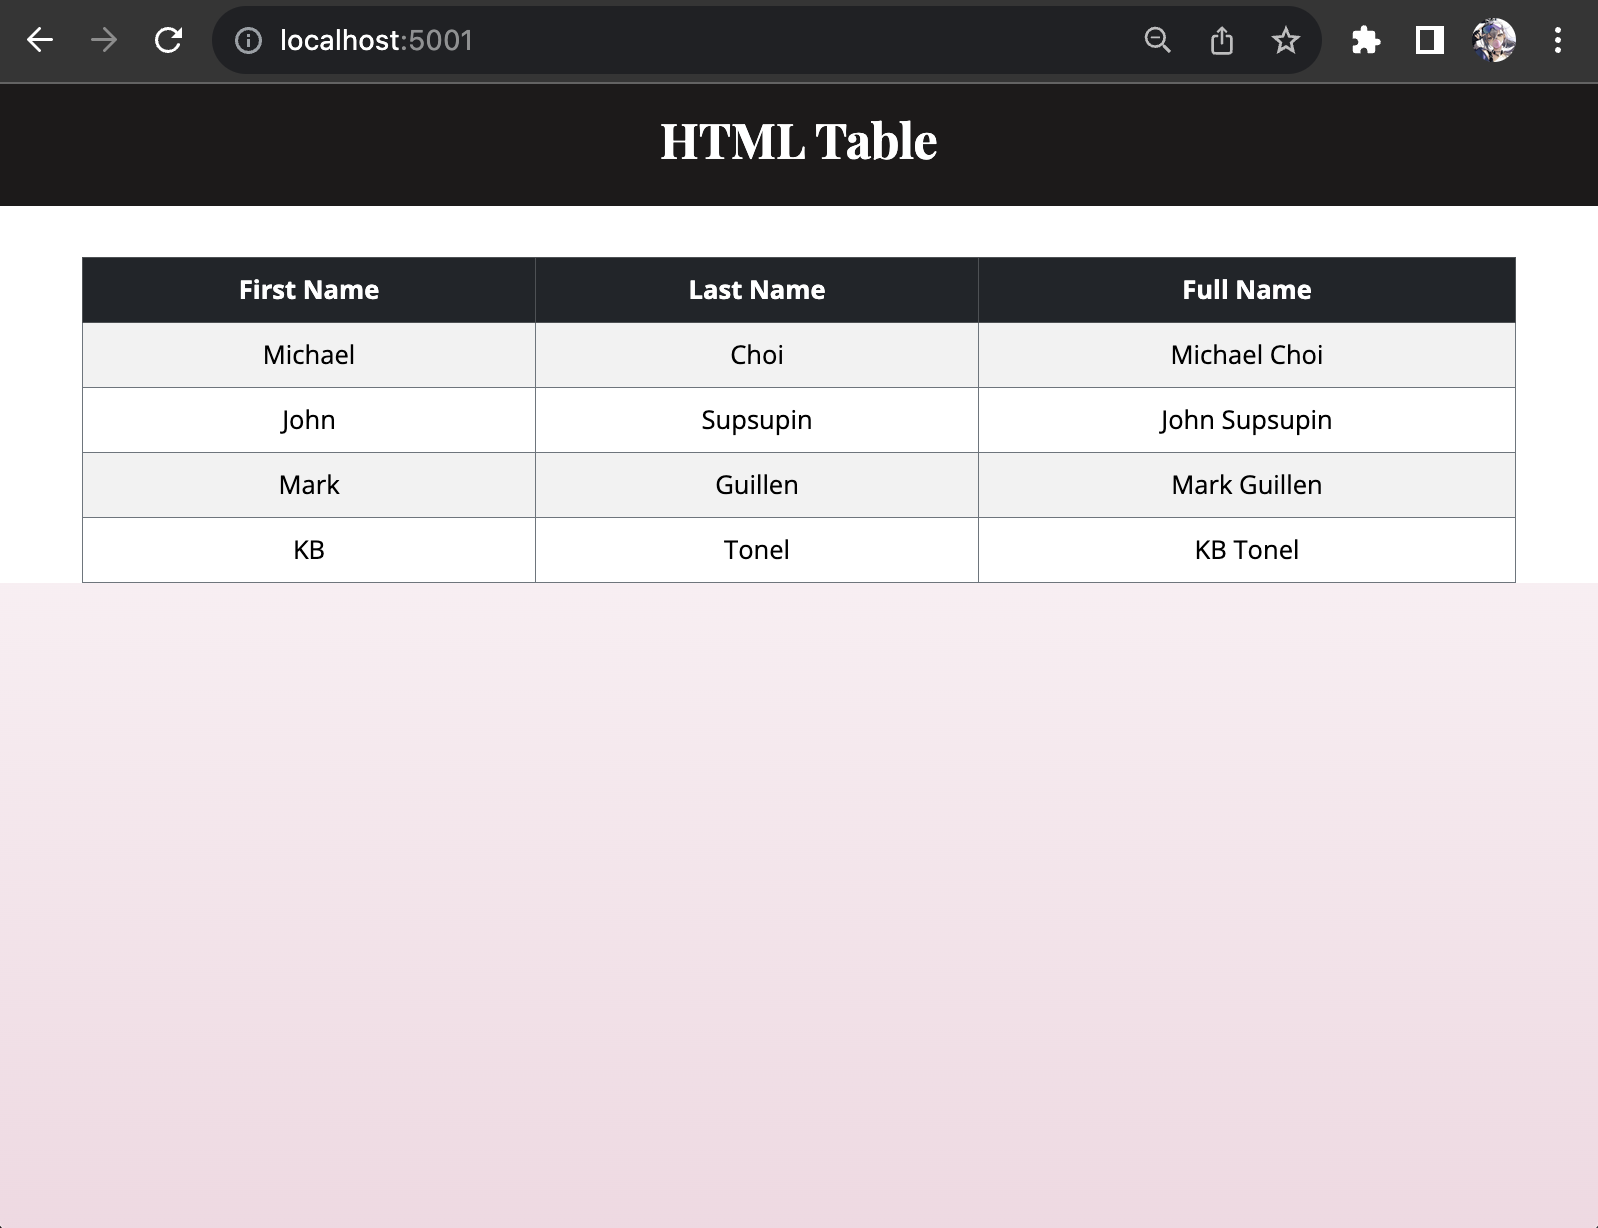 localhost:5001
HTML Table
First Name Last Name Full Name
Michael Choi Michael Choi
John Supsupin John Supsupin
Mark Guillen Mark Guillen
KB Tonel KB Tonel